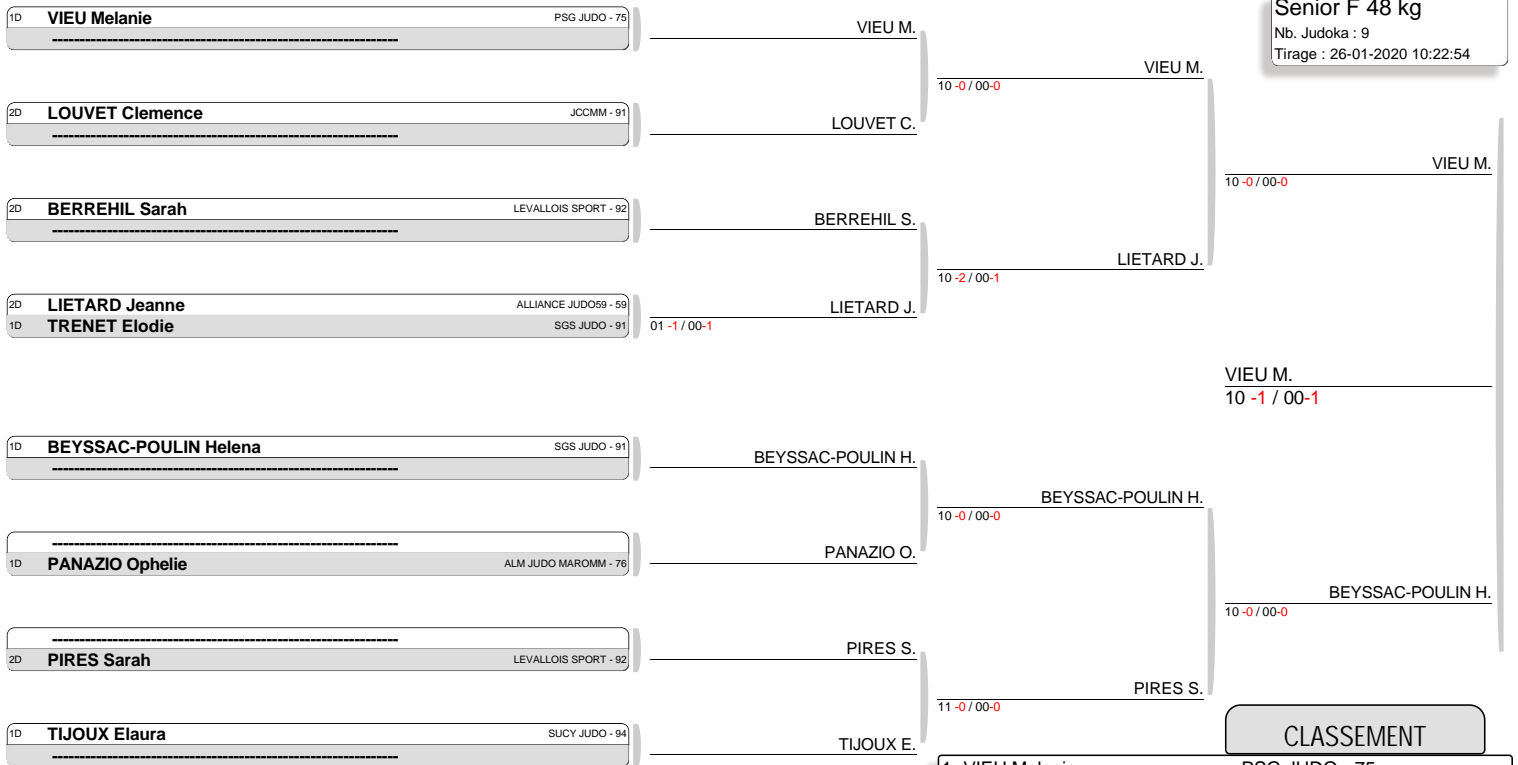 Senior F 48 kg
Nb. Judoka : 9
Tirage : 26-01-2020 10:22:54
1D VIEU Melanie PSG JUDO - 75
------------------------------------------------------------------------
2D LOUVET Clemence JCCMM - 91
------------------------------------------------------------------------
2D BERREHIL Sarah LEVALLOIS SPORT - 92
------------------------------------------------------------------------
2D LIETARD Jeanne ALLIANCE JUDO59 - 59
1D TRENET Elodie SGS JUDO - 91
1D BEYSSAC-POULIN Helena SGS JUDO - 91
------------------------------------------------------------------------
------------------------------------------------------------------------
1D PANAZIO Ophelie ALM JUDO MAROMM - 76
------------------------------------------------------------------------
2D PIRES Sarah LEVALLOIS SPORT - 92
1D TIJOUX Elaura SUCY JUDO - 94
------------------------------------------------------------------------
VIEU M.
LOUVET C.
BERREHIL S.
LIETARD J.
01 -1 / 00-1
BEYSSAC-POULIN H.
PANAZIO O.
PIRES S.
TIJOUX E.
VIEU M.
10 -0 / 00-0
LIETARD J.
10 -2 / 00-1
BEYSSAC-POULIN H.
10 -0 / 00-0
PIRES S.
11 -0 / 00-0
VIEU M.
10 -0 / 00-0
VIEU M.
10 -1 / 00-1
BEYSSAC-POULIN H.
10 -0 / 00-0
CLASSEMENT
1 VIEU Melanie PSG JUDO - 75